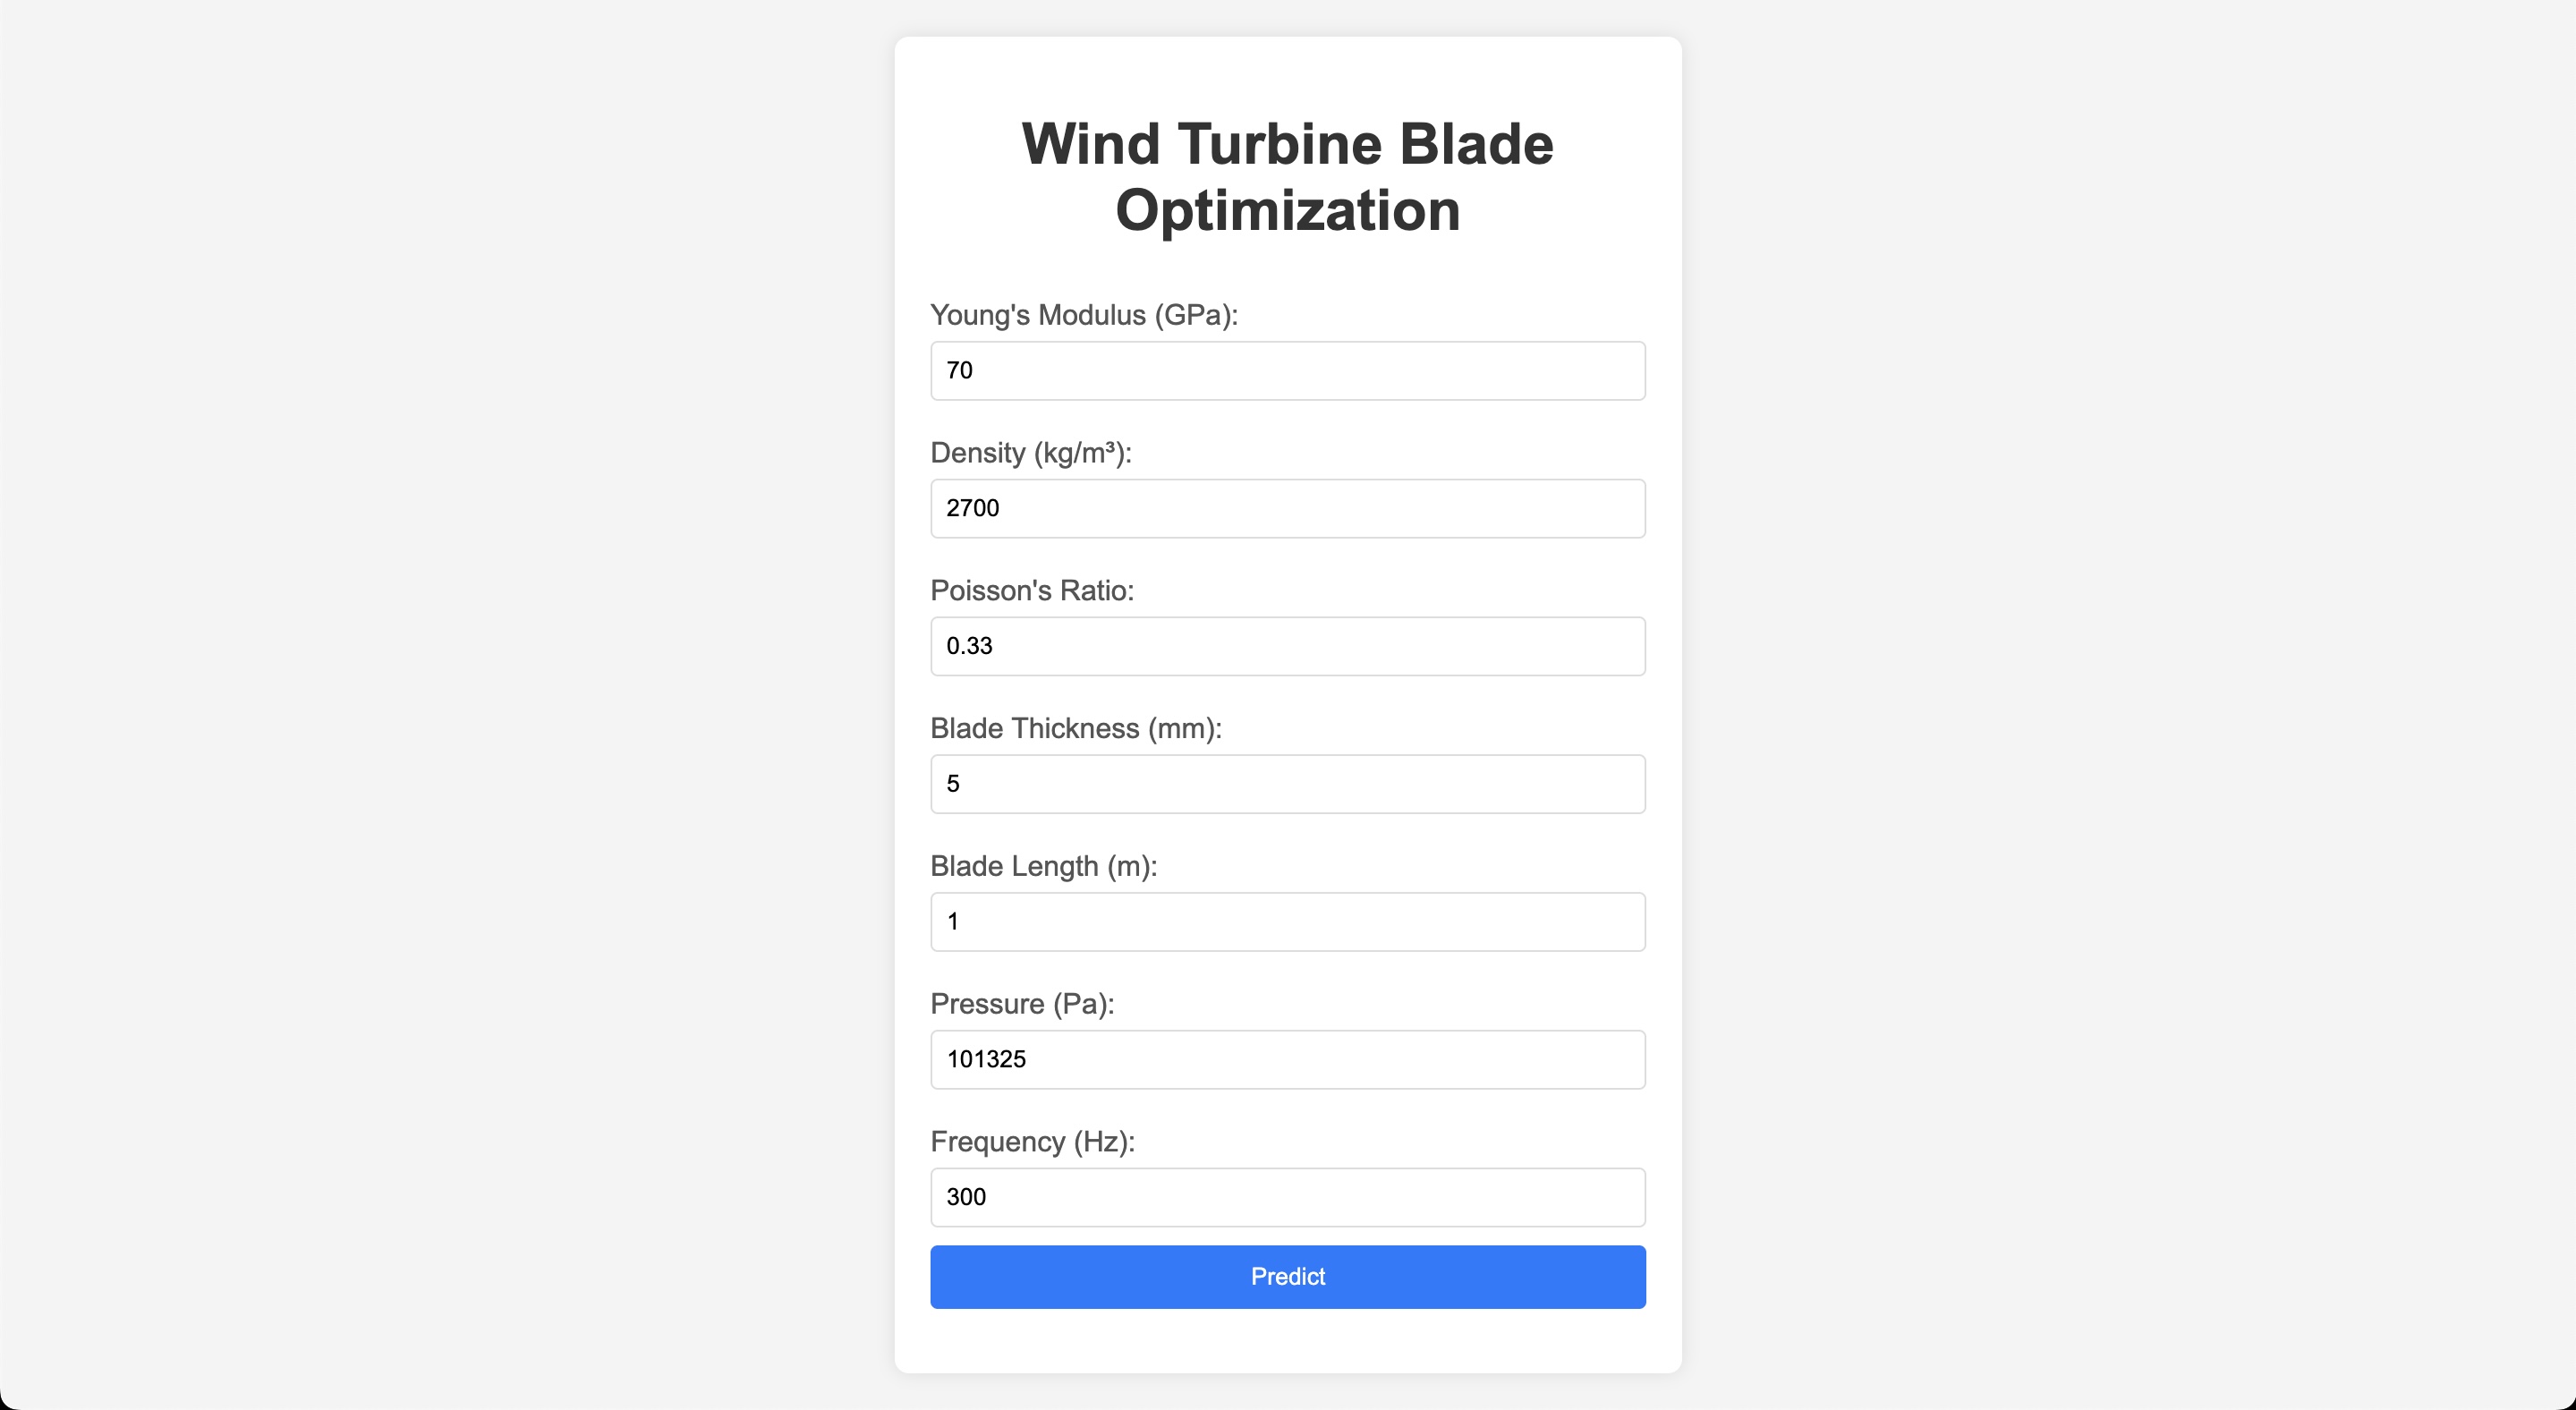 Wind Turbine Blade
Optimization
Young's Modulus (GPa):
70
Density (kg/m³):
2700
Poisson's Ratio:
0.33
Blade Thickness (mm):
5
Blade Length (m):
1
Pressure (Pa):
101325
Frequency (Hz):
300
Predict